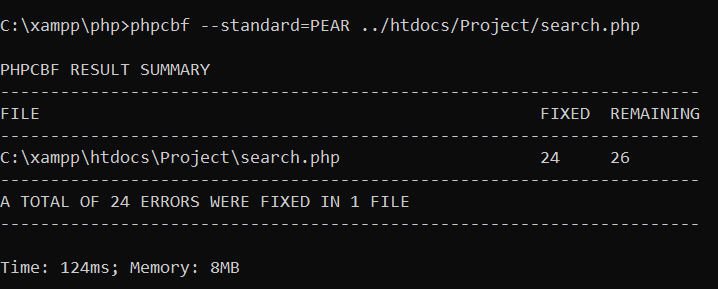 C:\xampp\php>phpcbf --standard=PEAR ../htdocs/Project/search.php
PHPCBF RESULT SUMMARY
----------------------------------------------------------------------
FILE                                                  FIXED  REMAINING
----------------------------------------------------------------------
C:\xampp\htdocs\Project\search.php                    24     26
----------------------------------------------------------------------
A TOTAL OF 24 ERRORS WERE FIXED IN 1 FILE
----------------------------------------------------------------------
Time: 124ms; Memory: 8MB